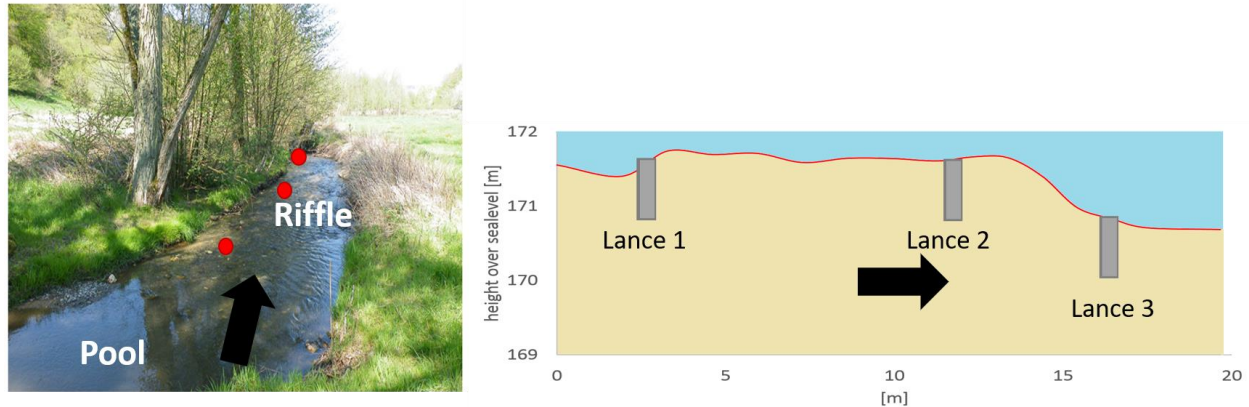 Riffle
Pool
172
171
170
169
height over sealevel [m]
Lance 1
Lance 2
Lance 3
0
5
10
15
20
[m]